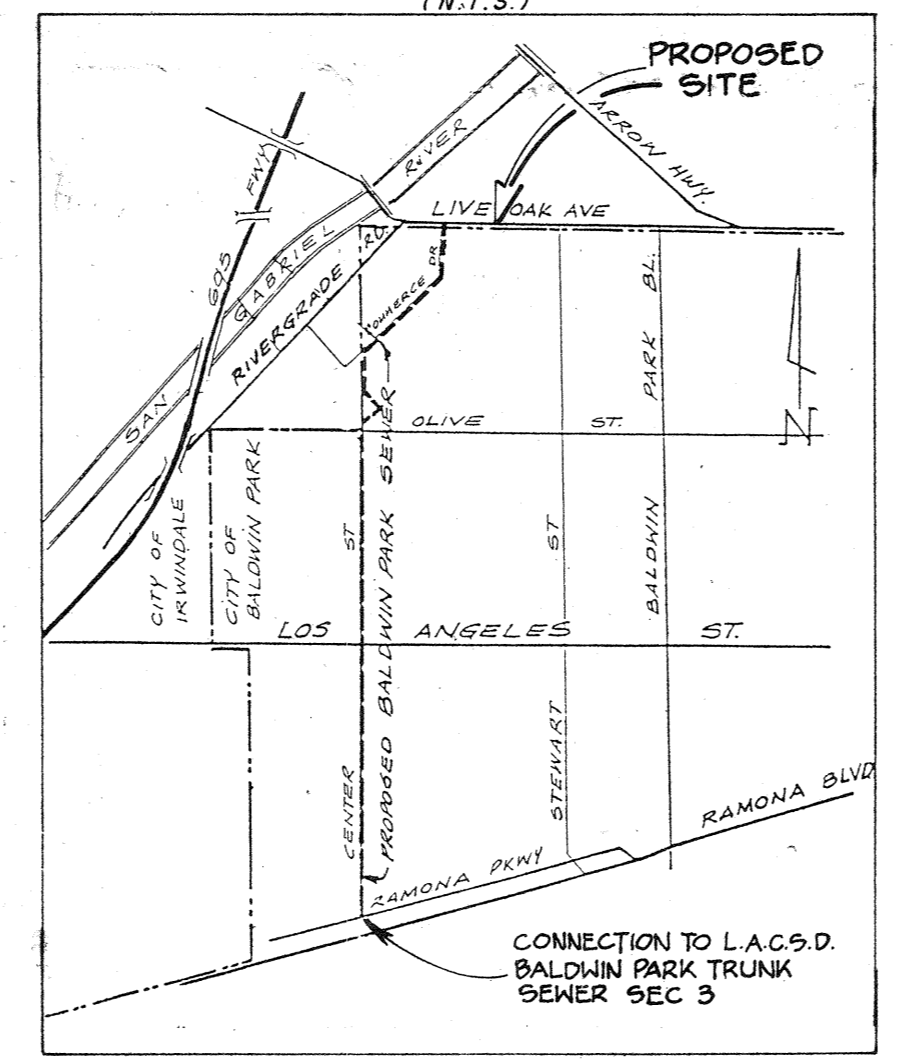 (N.T.S.)
PROPOSED
SITE
ARROW HWY.
RIVER
FWY
LIVE OAK AVE
605
GABRIEL
RD.
RIVERGRADE
COMMERCE DR
PARK BL.
SAN
OLIVE ST.
N
CITY OF
IRWINDALE
CITY OF
BALDWIN PARK
ST
PROPOSED BALDWIN PARK SEWER
ST
BALDWIN
LOS ANGELES ST.
CENTER
STEWART
RAMONA BLVD
RAMONA PKWY
CONNECTION TO L.A.C.S.D.
BALDWIN PARK TRUNK
SEWER SEC 3